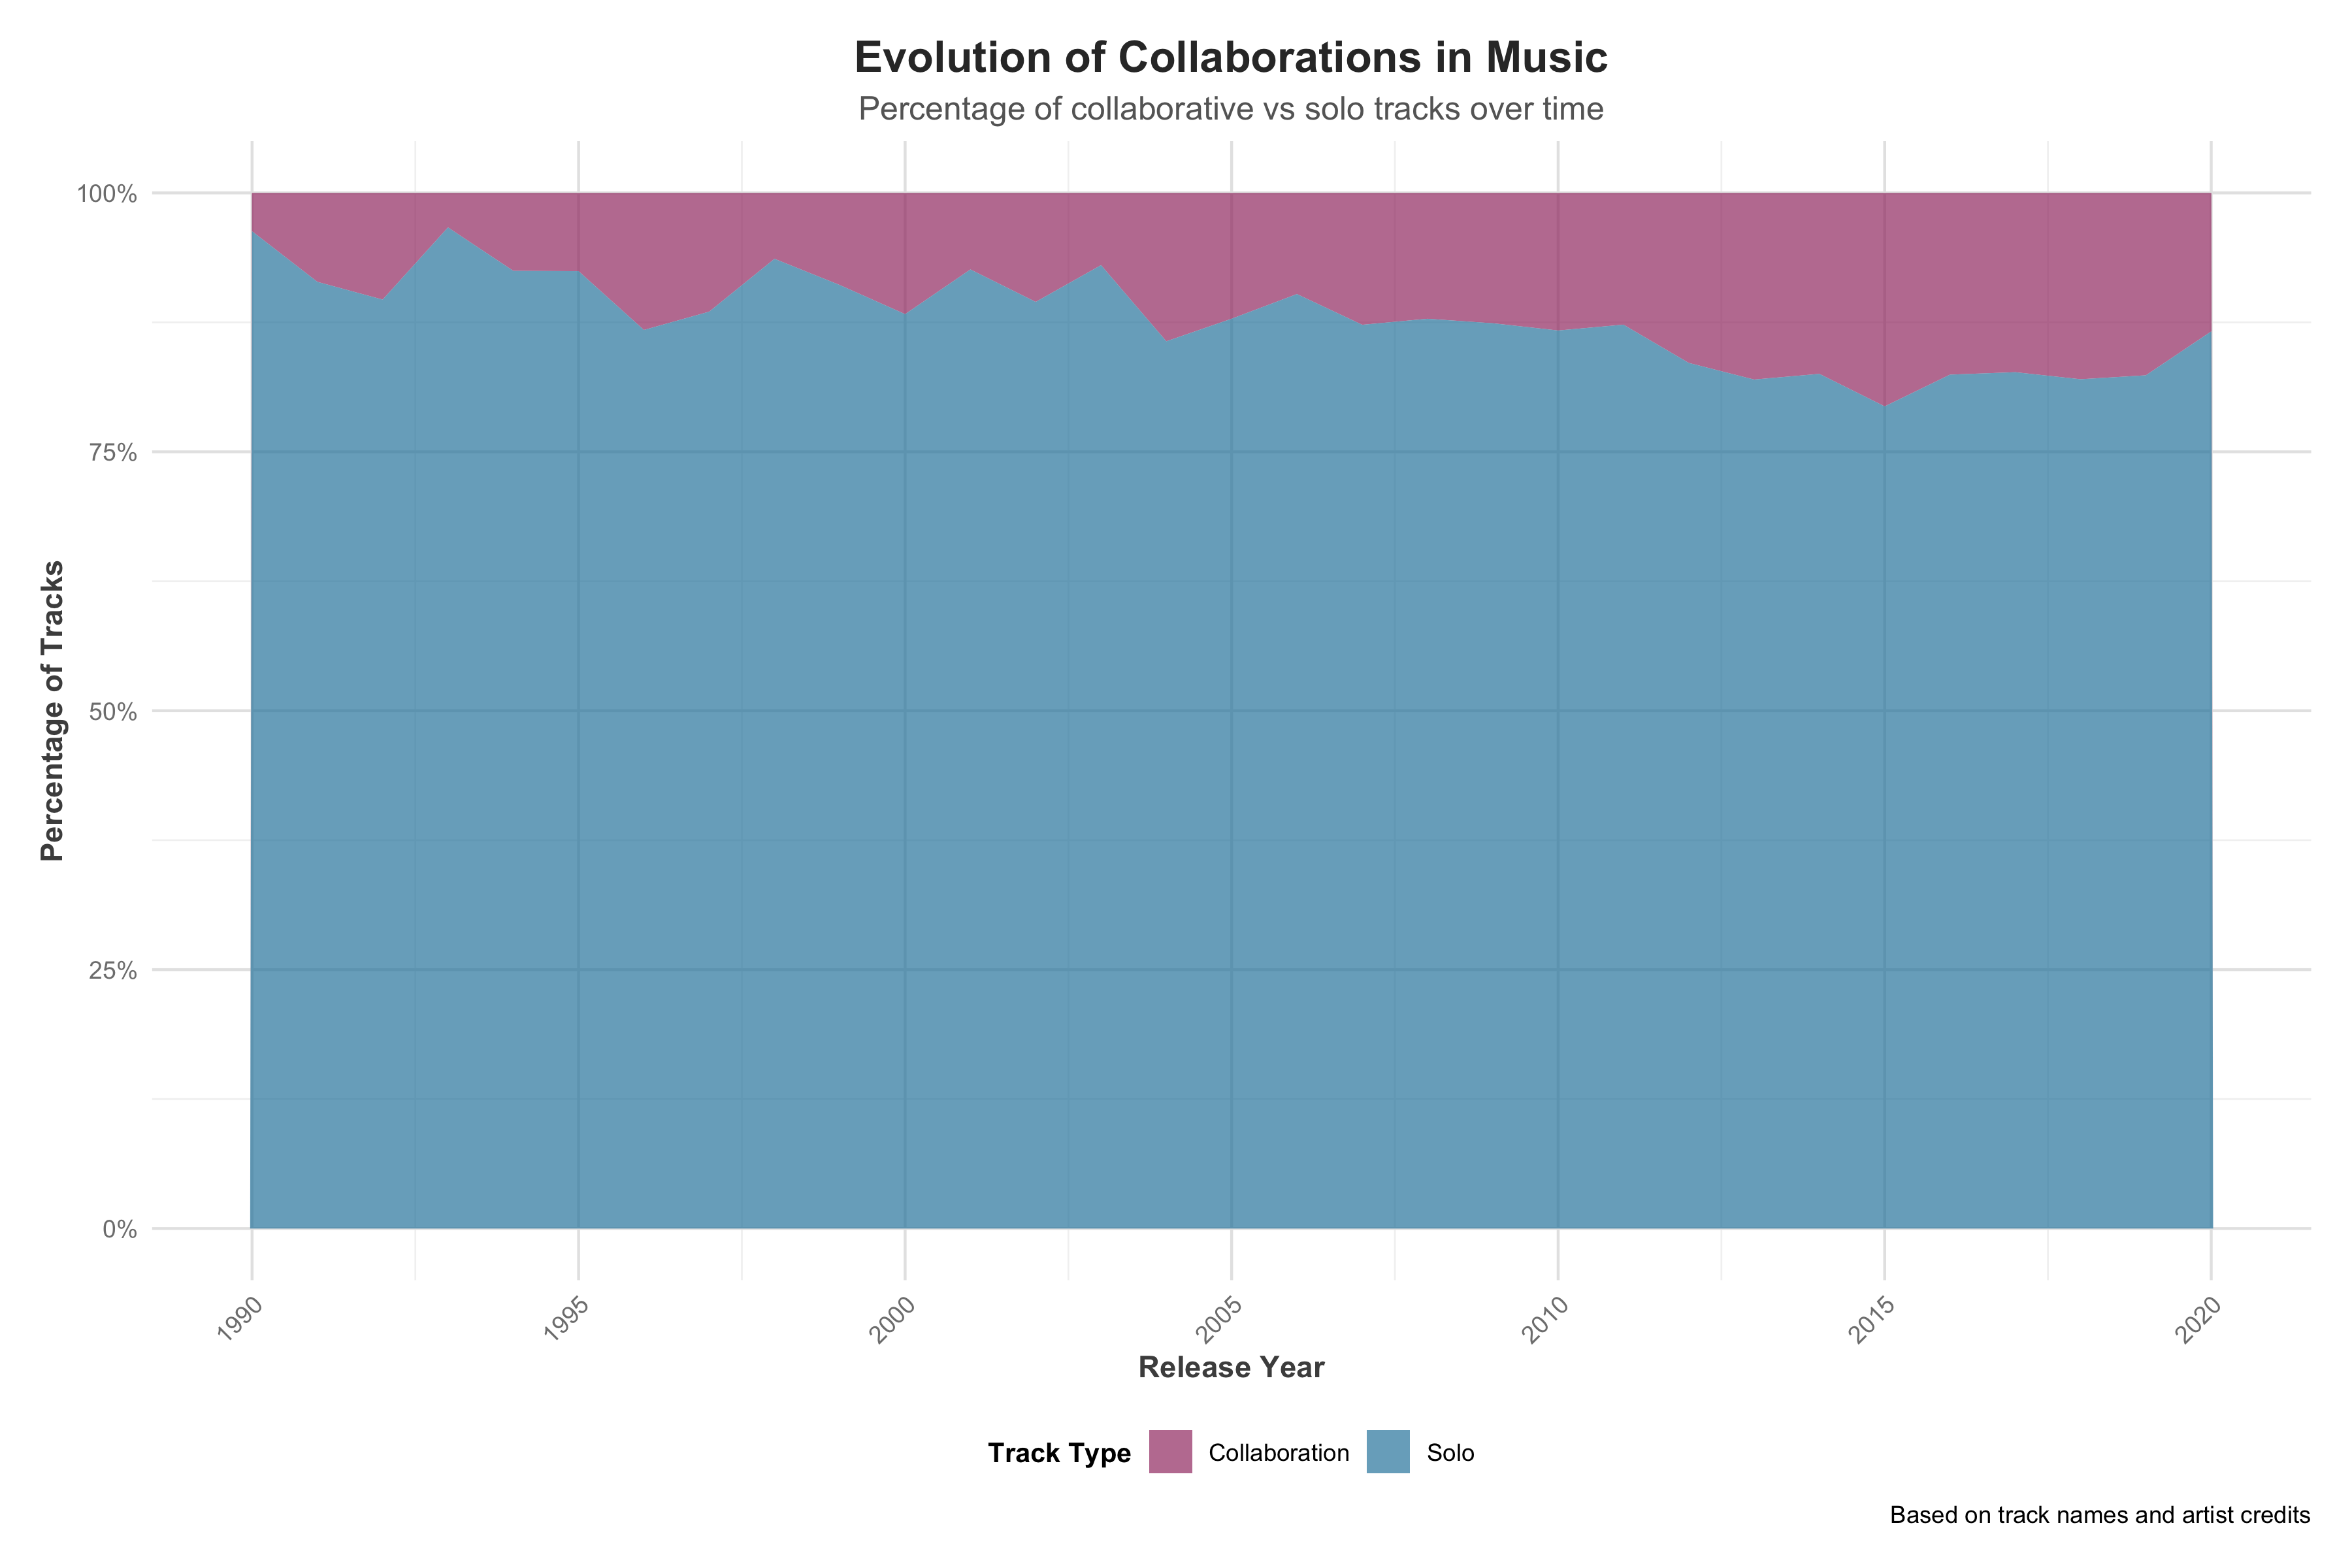 Evolution of Collaborations in Music
Percentage of collaborative vs solo tracks over time
Percentage of Tracks
100%
75%
50%
25%
0%
1990
1995
2000
2005
2010
2015
2020
Release Year
Track Type
Collaboration
Solo
Based on track names and artist credits